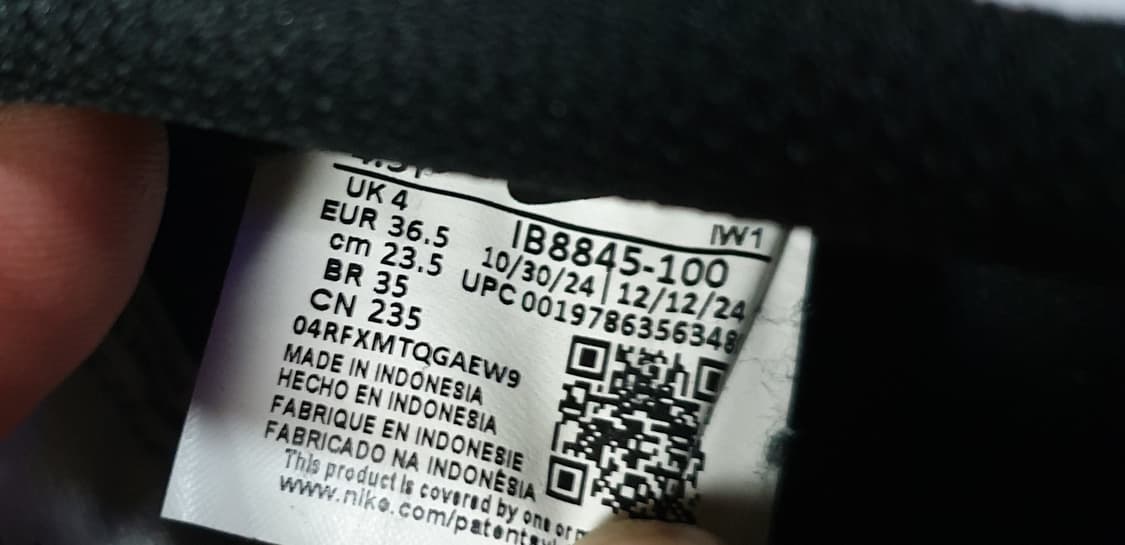 UK 4
EUR 36.5
cm 23.5
BR 35
CN 235
IW1
IB8845-100
10/30/24 | 12/12/24
UPC 0019786356348
04RFXMTQGAEW9
MADE IN INDONESIA
HECHO EN INDONESIA
FABRIQUE EN INDONESIE
FABRICADO NA INDONÉSIA
This product is covered by one or
www.nike.com/patents